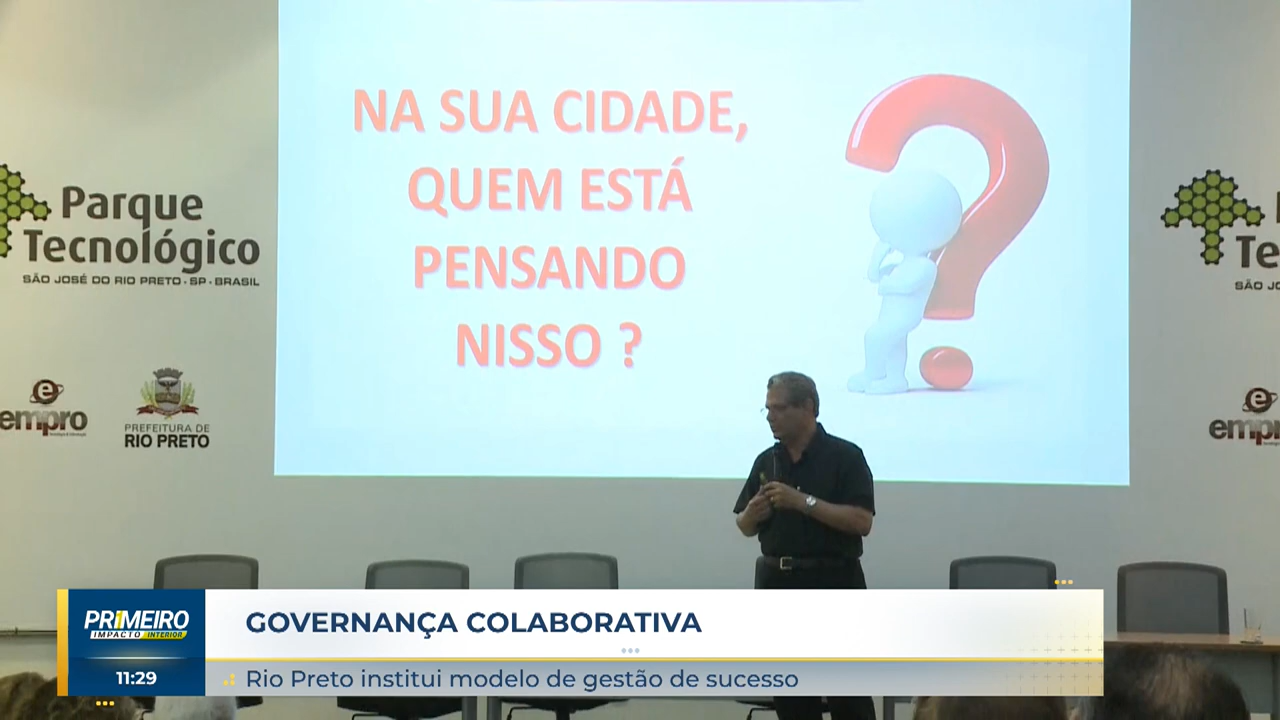 NA SUA CIDADE,
QUEM ESTÁ
PENSANDO
NISSO ?
Parque
Tecnológico
SÃO JOSÉ DO RIO PRETO - SP - BRASIL
empro
PREFEITURA DE
RIO PRETO
PRIMEIRO
IMPACTO INTERIOR
11:29
GOVERNANÇA COLABORATIVA
Rio Preto institui modelo de gestão de sucesso